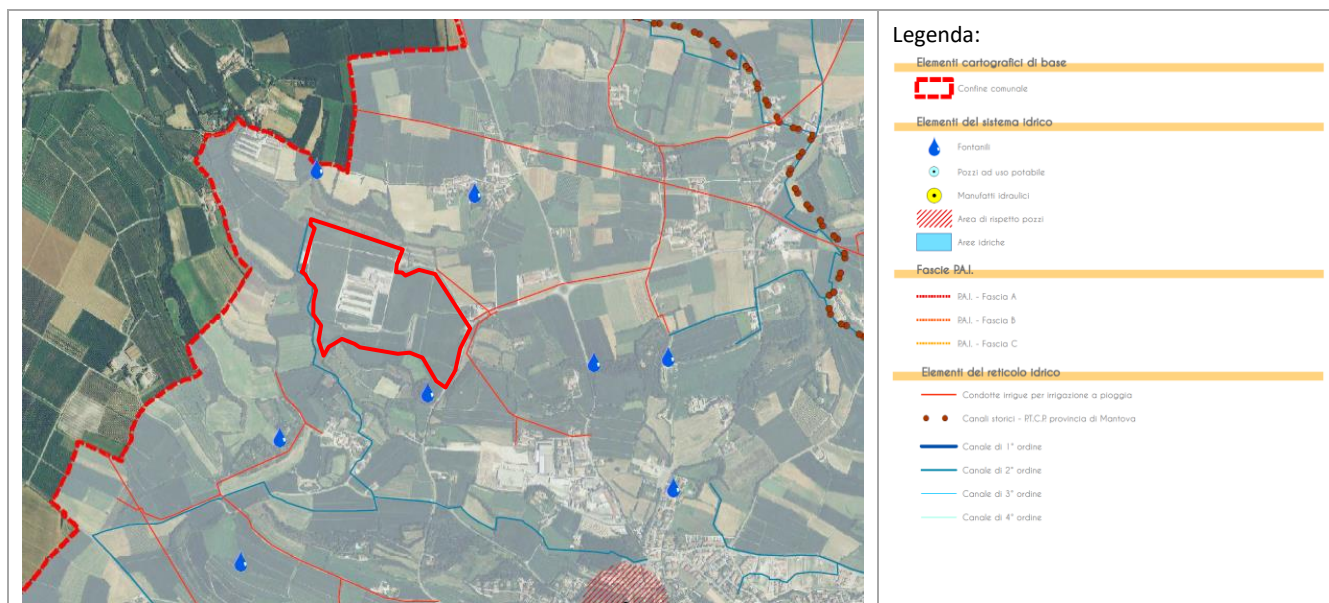 Legenda:
Elementi cartografici di base
Confine comunale
Elementi del sistema idrico
Fontanili
Pozzi ad uso potabile
Manufatti idraulici
Area di rispetto pozzi
Aree idriche
Fascie P.A.I.
P.A.I. - Fascia A
P.A.I. - Fascia B
P.A.I. - Fascia C
Elementi del reticolo idrico
Condotte irrigue per irrigazione a pioggia
Canali storici - P.T.C.P. provincia di Mantova
Canale di 1° ordine
Canale di 2° ordine
Canale di 3° ordine
Canale di 4° ordine